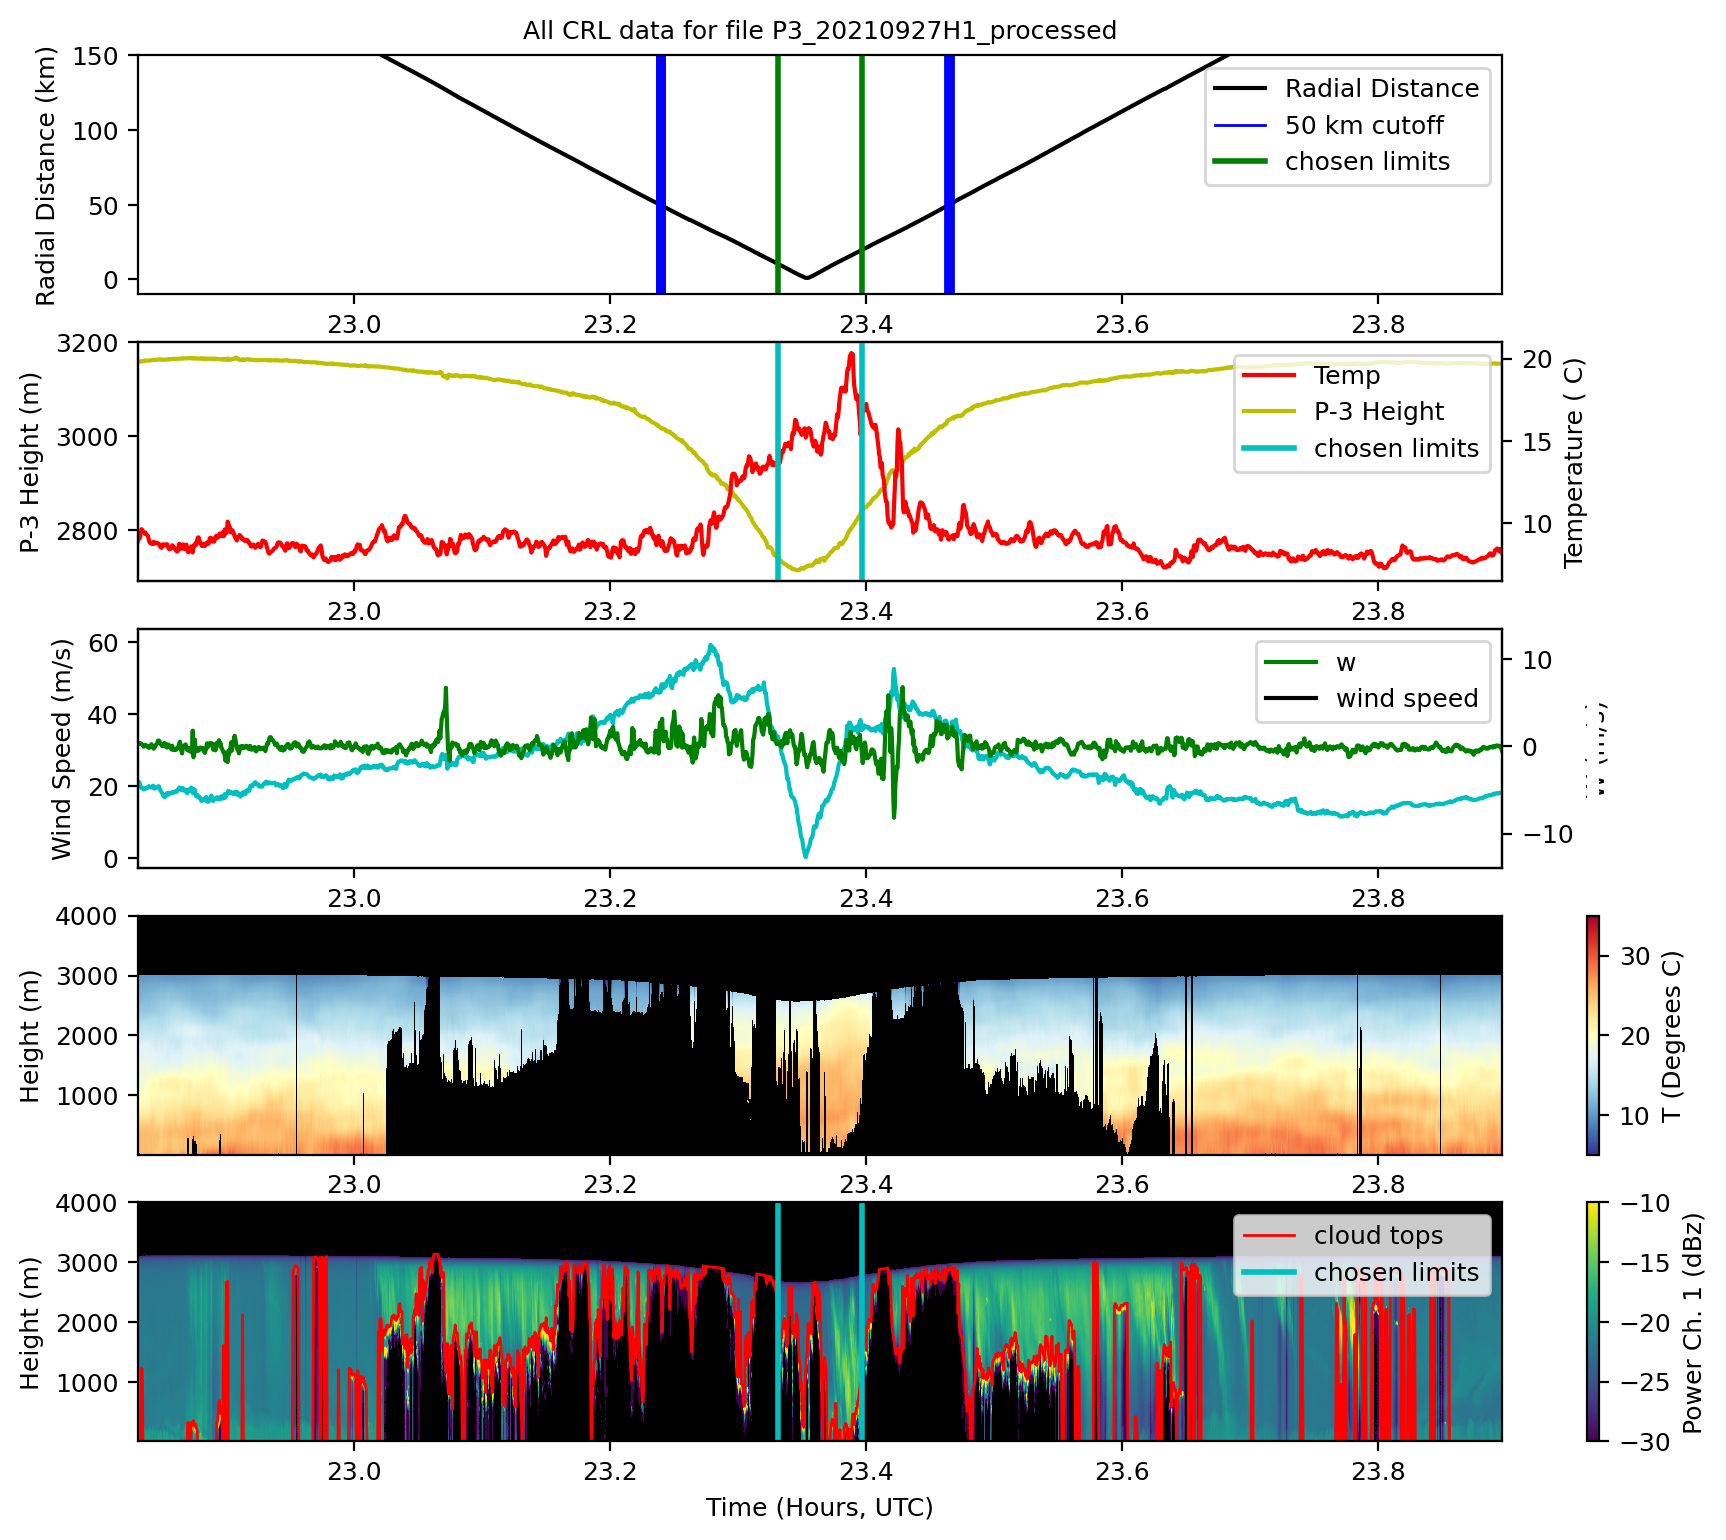 All CRL data for file P3_20210927H1_processed
Radial Distance (km)
150
100
50
0
Radial Distance
50 km cutoff
chosen limits
23.0 23.2 23.4 23.6 23.8
P-3 Height (m)
3200
3000
2800
Temp
P-3 Height
chosen limits
20
15
10
Temperature ( C)
23.0 23.2 23.4 23.6 23.8
Wind Speed (m/s)
60
40
20
0
w
wind speed
10
0
−10
23.0 23.2 23.4 23.6 23.8
Height (m)
4000
3000
2000
1000
30
20
10
T (Degrees C)
23.0 23.2 23.4 23.6 23.8
Height (m)
4000
3000
2000
1000
cloud tops
chosen limits
−10
−15
−20
−25
−30
Power Ch. 1 (dBz)
23.0 23.2 23.4 23.6 23.8
Time (Hours, UTC)